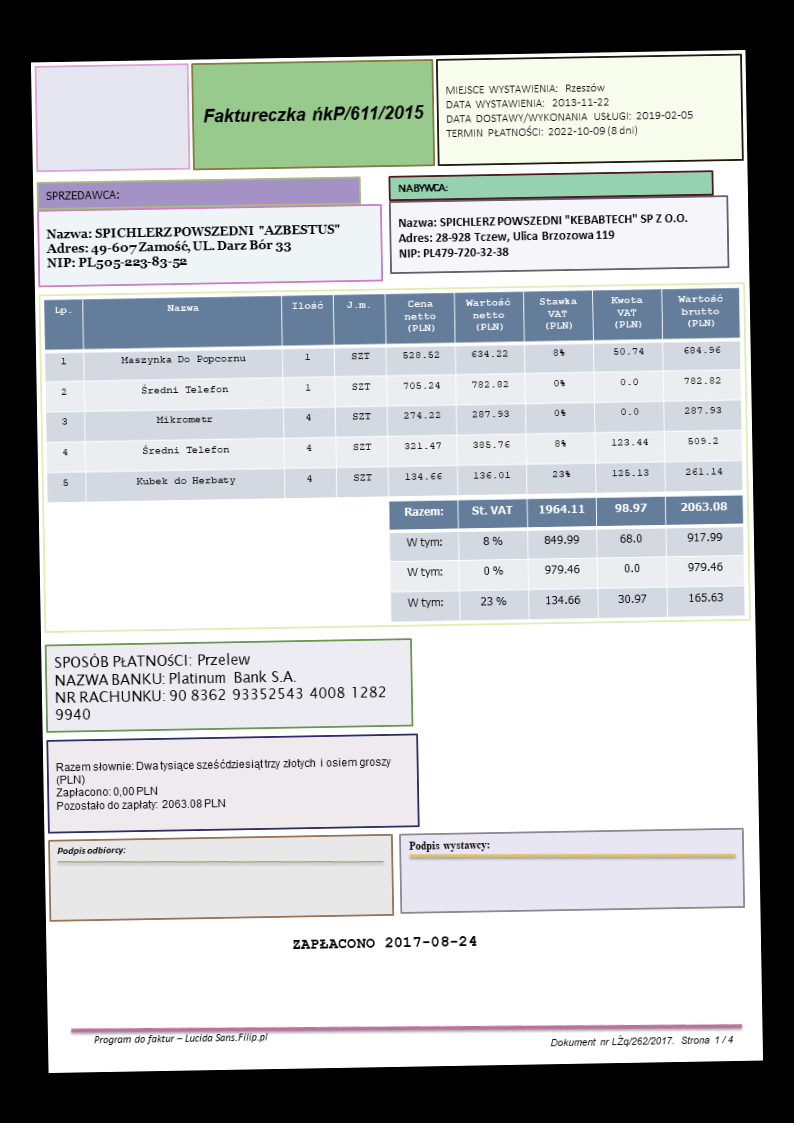 Faktureczka ńkP/611/2015
MIEJSCE WYSTAWIENIA: Rzeszów
DATA WYSTAWIENIA: 2013-11-22
DATA DOSTAWY/WYKONANIA USŁUGI: 2019-02-05
TERMIN PŁATNOŚCI: 2022-10-09 (8 dni)
SPRZEDAWCA:
Nazwa: SPICHLERZ POWSZEDNI "AZBESTUS"
Adres: 49-607 Zamość, UL. Darz Bór 33
NIP: PL505-223-83-52
NABYWCA:
Nazwa: SPICHLERZ POWSZEDNI "KEBABTECH" SP Z O.O.
Adres: 28-928 Tczew, Ulica Brzozowa 119
NIP: PL479-720-32-38
Lp. Nazwa Ilość J.m. Cena netto (PLN) Wartość netto (PLN) Stawka VAT (PLN) Kwota VAT (PLN) Wartość brutto (PLN)
1 Maszynka Do Popcornu 1 SZT 528.52 634.22 8% 50.74 684.96
2 Średni Telefon 1 SZT 705.24 782.82 0% 0.0 782.82
3 Mikrometr 4 SZT 274.22 287.93 0% 0.0 287.93
4 Średni Telefon 4 SZT 321.47 385.76 8% 123.44 509.2
5 Kubek do Herbaty 4 SZT 134.66 136.01 23% 125.13 261.14
Razem: St. VAT 1964.11 98.97 2063.08
W tym: 8 % 849.99 68.0 917.99
W tym: 0 % 979.46 0.0 979.46
W tym: 23 % 134.66 30.97 165.63
SPOSÓB PŁATNOŚCI: Przelew
NAZWA BANKU: Platinum Bank S.A.
NR RACHUNKU: 90 8362 93352543 4008 1282
9940
Razem słownie: Dwa tysiące sześćdziesiąt trzy złotych i osiem groszy
(PLN)
Zapłacono: 0,00 PLN
Pozostało do zapłaty: 2063.08 PLN
Podpis odbiorcy:
Podpis wystawcy:
ZAPŁACONO 2017-08-24
Program do faktur – Lucida Sans.Filip.pl
Dokument nr LŻq/262/2017. Strona 1 / 4